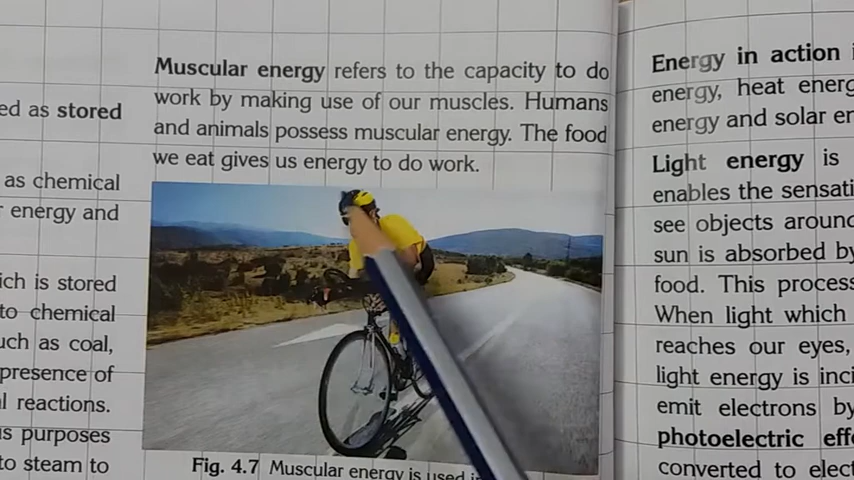 ed as stored
as chemical
energy and
ich is stored
to chemical
uch as coal,
presence of
l reactions.
us purposes
to steam to
Muscular energy refers to the capacity to do
work by making use of our muscles. Humans
and animals possess muscular energy. The food
we eat gives us energy to do work.
Fig. 4.7 Muscular energy is used
Energy in action
energy, heat energ
energy and solar en
Light energy is
enables the sensati
see objects aroun
sun is absorbed by
food. This process
When light which
reaches our eyes,
light energy is inci
emit electrons by
photoelectric effe
converted to elect